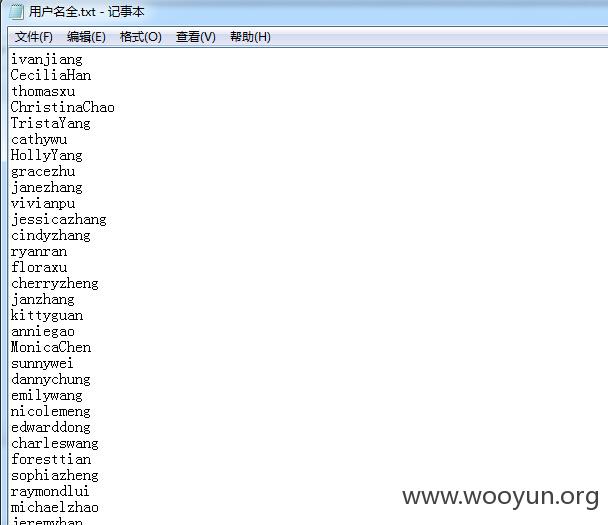 用户名全.txt - 记事本
文件(F) 编辑(E) 格式(O) 查看(V) 帮助(H)
ivanjiang
CeciliaHan
thomasxu
ChristinaChao
TristaYang
cathywu
HollyYang
gracezhu
janezhang
vivianpu
jessicazhang
cindyzhang
ryanran
floraxu
cherryzheng
janzhang
kittyguan
anniegao
MonicaChen
sunnywei
dannychung
emilywang
nicolemeng
edwarddong
charleswang
foresttian
sophiazheng
raymondlui
michaelzhao
jeremyhan
www.wooyun.org